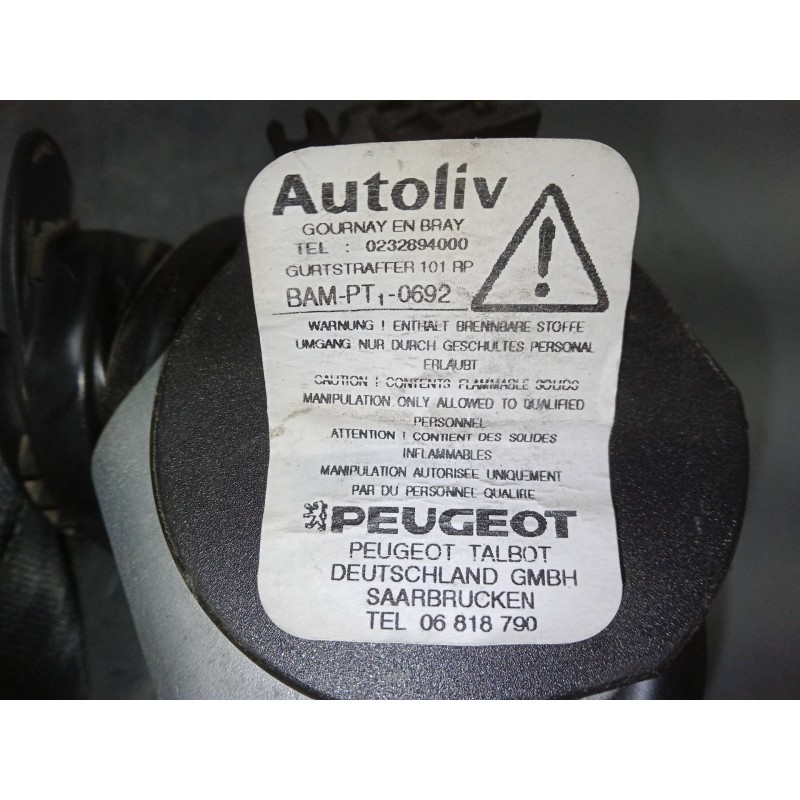 Autoliv
GOURNAY EN BRAY
TEL : 0232894000
GURTSTRAFFER 101 RP
BAM-PT1-0692
!
WARNUNG ! ENTHALT BRENNBARE STOFFE
UMGANG NUR DURCH GESCHULTES PERSONAL
ERLAUBT
CAUTION ! CONTENTS FLAMMABLE SOLIDS
MANIPULATION ONLY ALLOWED TO QUALIFIED
PERSONNEL
ATTENTION ! CONTIENT DES SOLIDES
INFLAMMABLES
MANIPULATION AUTORISEE UNIQUEMENT
PAR DU PERSONNEL QUALIFIE
PEUGEOT
PEUGEOT TALBOT
DEUTSCHLAND GMBH
SAARBRUCKEN
TEL 06 818 790